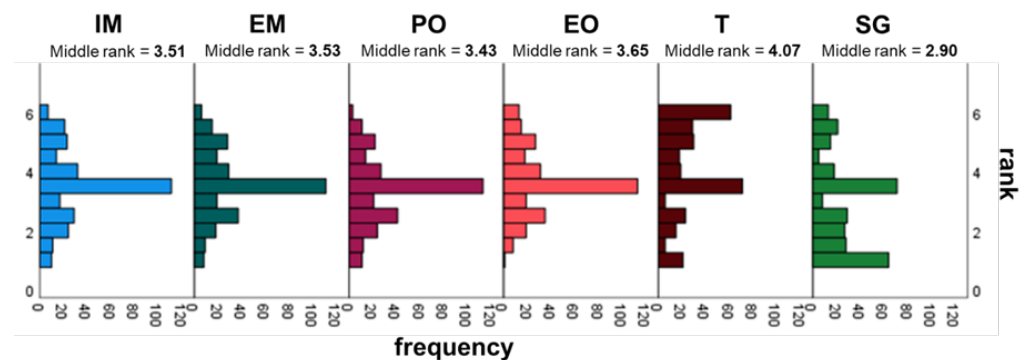 IM EM PO EO T SG
Middle rank = 3.51 Middle rank = 3.53 Middle rank = 3.43 Middle rank = 3.65 Middle rank = 4.07 Middle rank = 2.90
6 6
4 4
2 2
0 0
rank
0 20 40 60 80 100 120 0 20 40 60 80 100 120 0 20 40 60 80 100 120 0 20 40 60 80 100 120 0 20 40 60 80 100 120 0 20 40 60 80 100 120
frequency